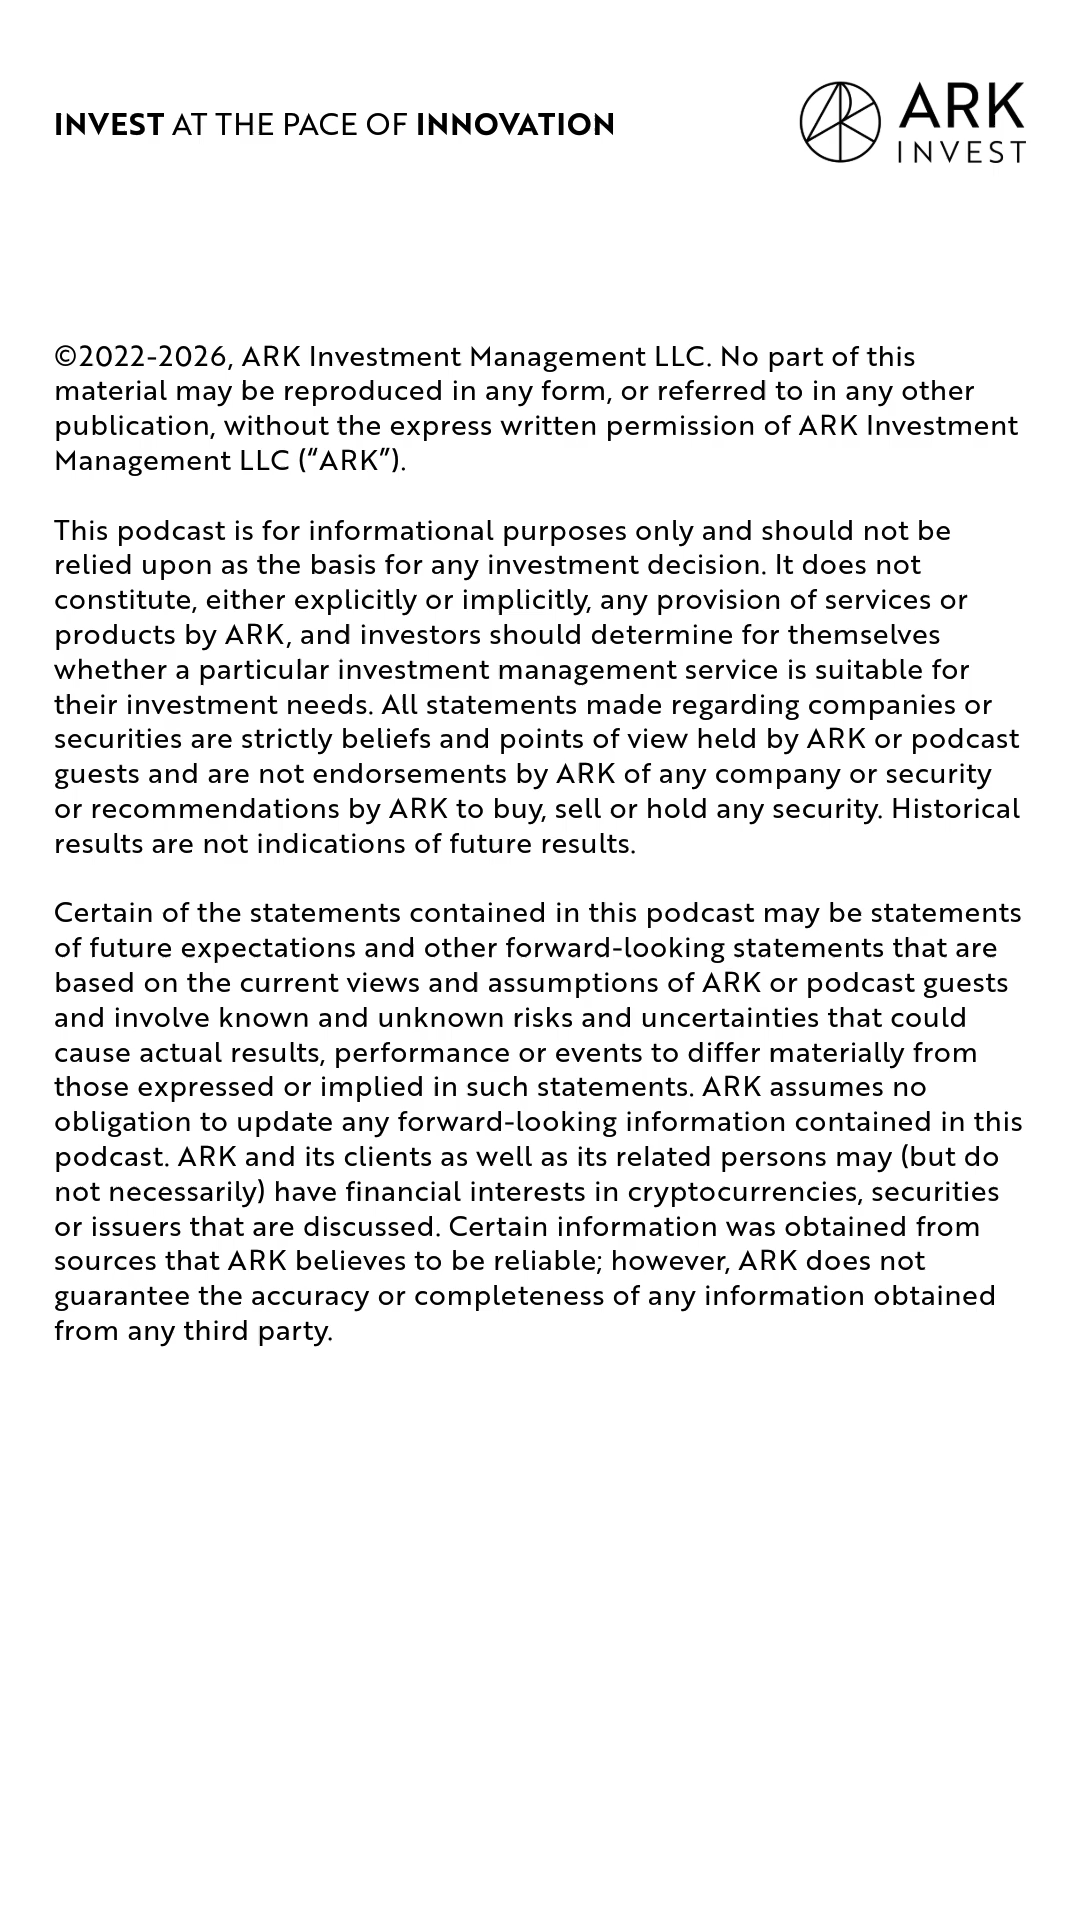 INVEST AT THE PACE OF INNOVATION
ARK
INVEST
©2022-2026, ARK Investment Management LLC. No part of this
material may be reproduced in any form, or referred to in any other
publication, without the express written permission of ARK Investment
Management LLC (“ARK”).
This podcast is for informational purposes only and should not be
relied upon as the basis for any investment decision. It does not
constitute, either explicitly or implicitly, any provision of services or
products by ARK, and investors should determine for themselves
whether a particular investment management service is suitable for
their investment needs. All statements made regarding companies or
securities are strictly beliefs and points of view held by ARK or podcast
guests and are not endorsements by ARK of any company or security
or recommendations by ARK to buy, sell or hold any security. Historical
results are not indications of future results.
Certain of the statements contained in this podcast may be statements
of future expectations and other forward-looking statements that are
based on the current views and assumptions of ARK or podcast guests
and involve known and unknown risks and uncertainties that could
cause actual results, performance or events to differ materially from
those expressed or implied in such statements. ARK assumes no
obligation to update any forward-looking information contained in this
podcast. ARK and its clients as well as its related persons may (but do
not necessarily) have financial interests in cryptocurrencies, securities
or issuers that are discussed. Certain information was obtained from
sources that ARK believes to be reliable; however, ARK does not
guarantee the accuracy or completeness of any information obtained
from any third party.